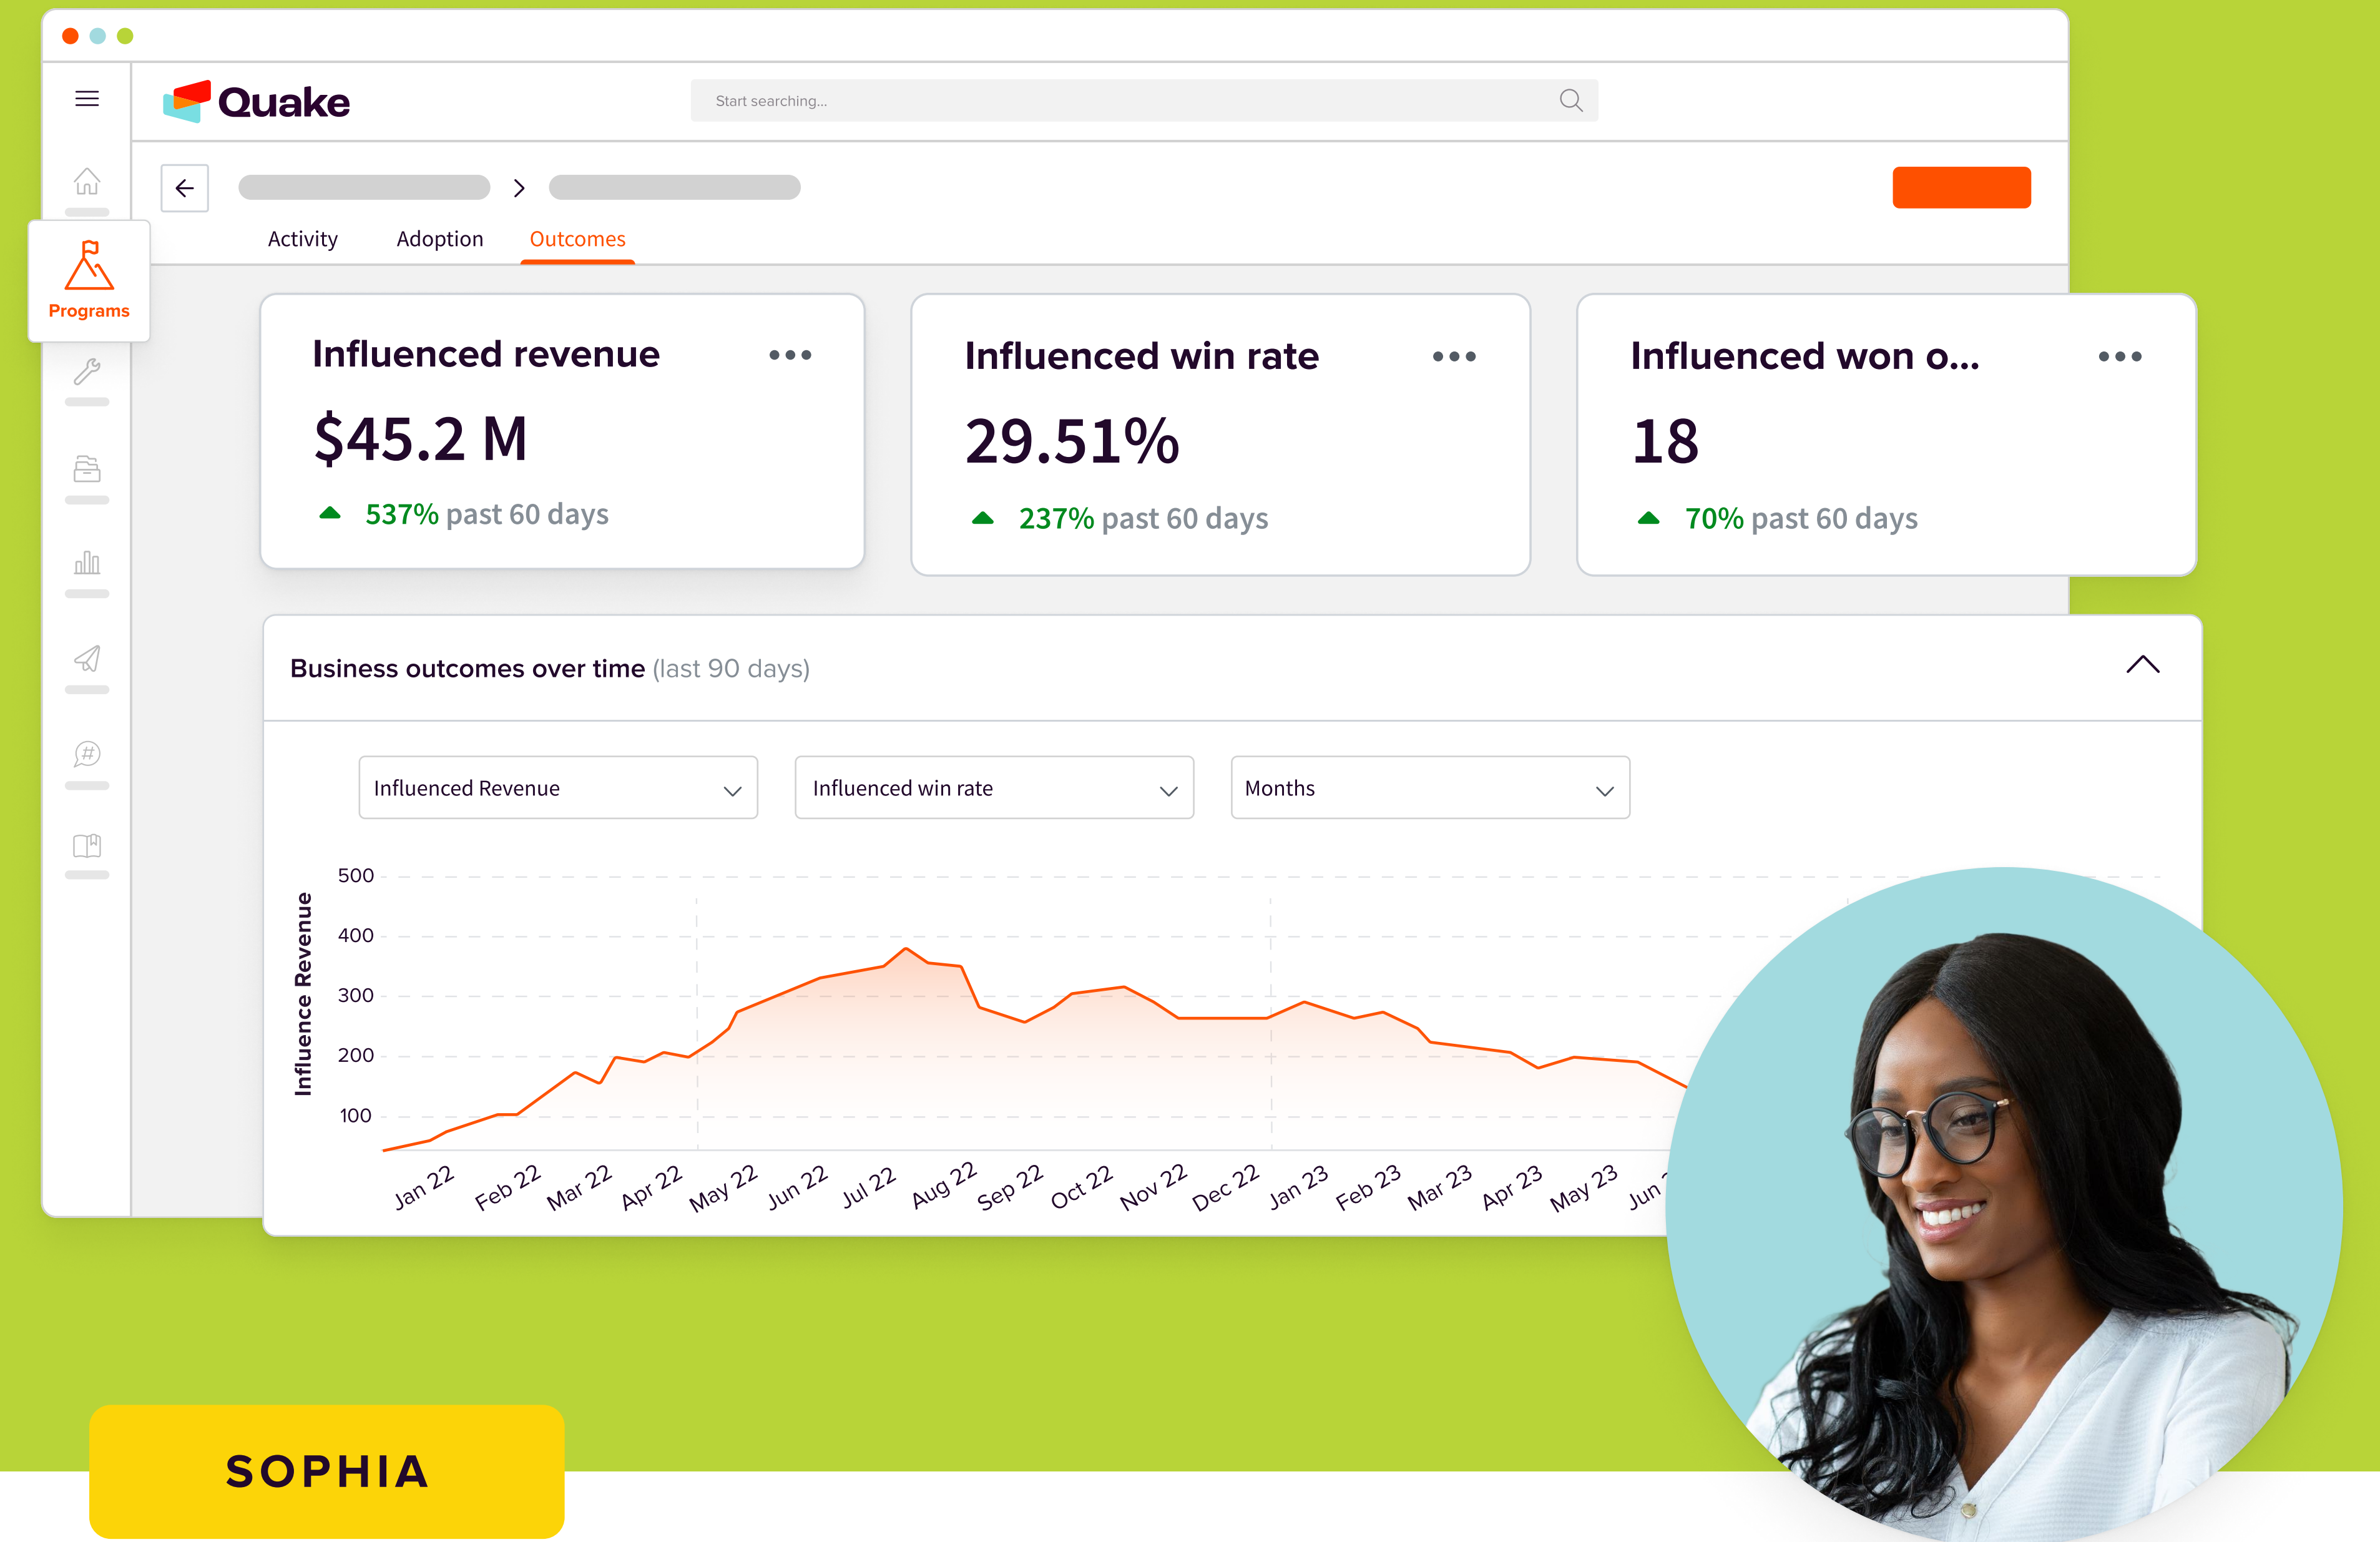 Quake
Start searching...
Activity Adoption Outcomes
Programs
Influenced revenue
$45.2 M
537% past 60 days
Influenced win rate
29.51%
237% past 60 days
Influenced won o...
18
70% past 60 days
Business outcomes over time (last 90 days)
Influenced Revenue
Influenced win rate
Months
Influence Revenue
500
400
300
200
100
Jan 22 Feb 22 Mar 22 Apr 22 May 22 Jun 22 Jul 22 Aug 22 Sep 22 Oct 22 Nov 22 Dec 22 Jan 23 Feb 23 Mar 23 Apr 23 May 23 Jun
SOPHIA